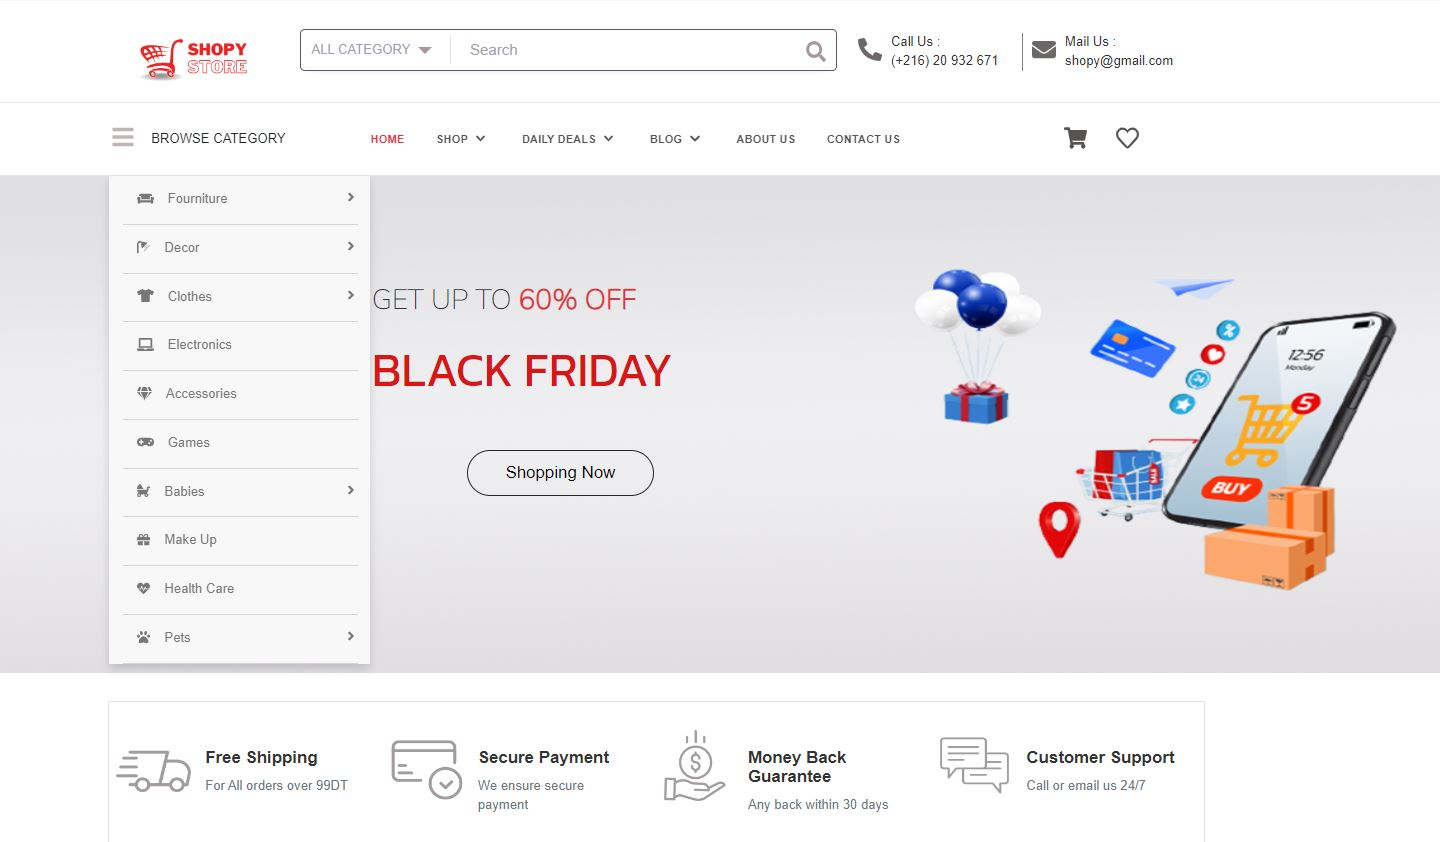 SHOPY
STORE
ALL CATEGORY
Search
Call Us :
(+216) 20 932 671
Mail Us :
shopy@gmail.com
BROWSE CATEGORY
HOME
SHOP
DAILY DEALS
BLOG
ABOUT US
CONTACT US
Fourniture
Decor
Clothes
Electronics
Accessories
Games
Babies
Make Up
Health Care
Pets
GET UP TO 60% OFF
BLACK FRIDAY
Shopping Now
12:56
Monday
5
SALE
BUY
Free Shipping
For All orders over 99DT
Secure Payment
We ensure secure
payment
Money Back
Guarantee
Any back within 30 days
Customer Support
Call or email us 24/7